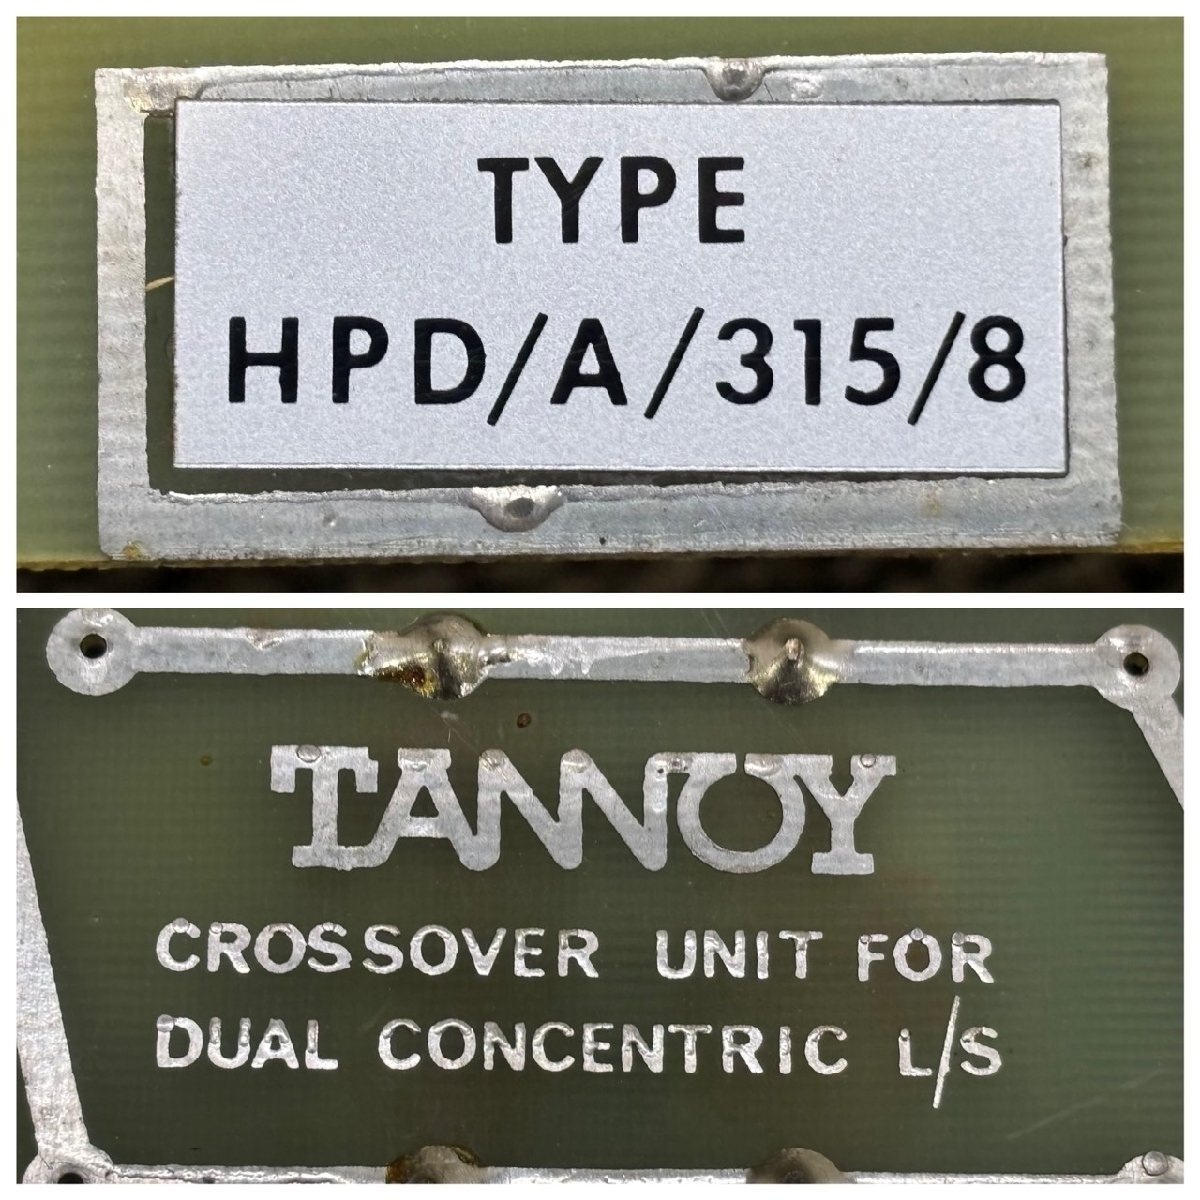 TYPE
HPD/A/315/8
TANNOY
CROSSOVER UNIT FOR
DUAL CONCENTRIC L/S